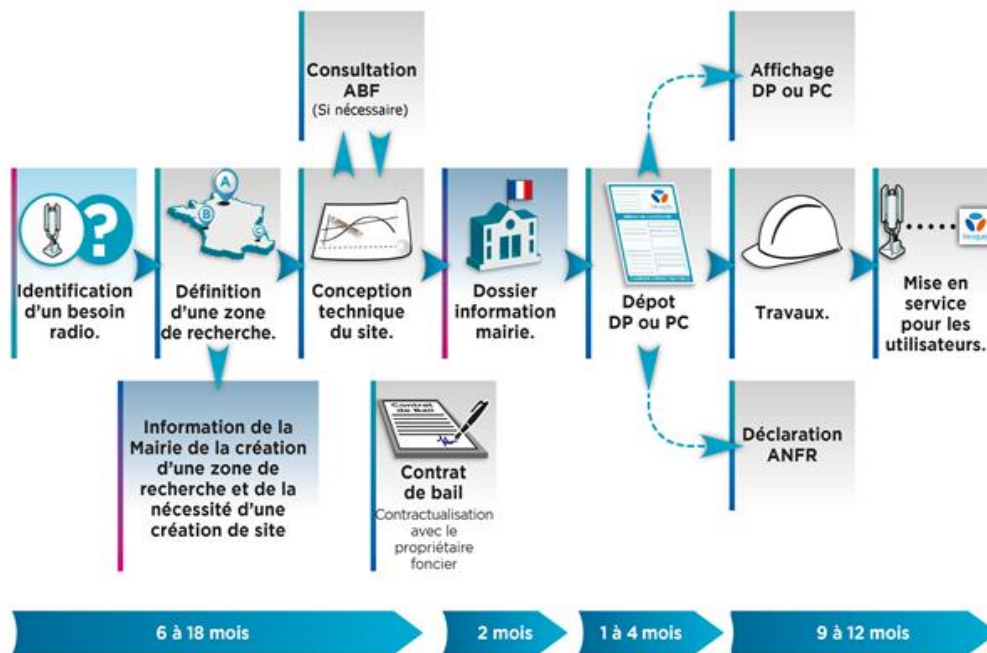 Consultation
ABF
(Si nécessaire)
Affichage
DP ou PC
A
B
C
Identification
d'un besoin
radio.
Définition
d'une zone
de recherche.
Conception
technique
du site.
Dossier
information
mairie.
Dépot
DP ou PC
Travaux.
Mise en
service
pour les
utilisateurs.
Information de la
Mairie de la création
d'une zone de
recherche et de la
nécessité d'une
création de site
Contrat de Bail
Contrat
de bail
Contractualisation
avec le
propriétaire
foncier
Déclaration
ANFR
6 à 18 mois
2 mois
1 à 4 mois
9 à 12 mois